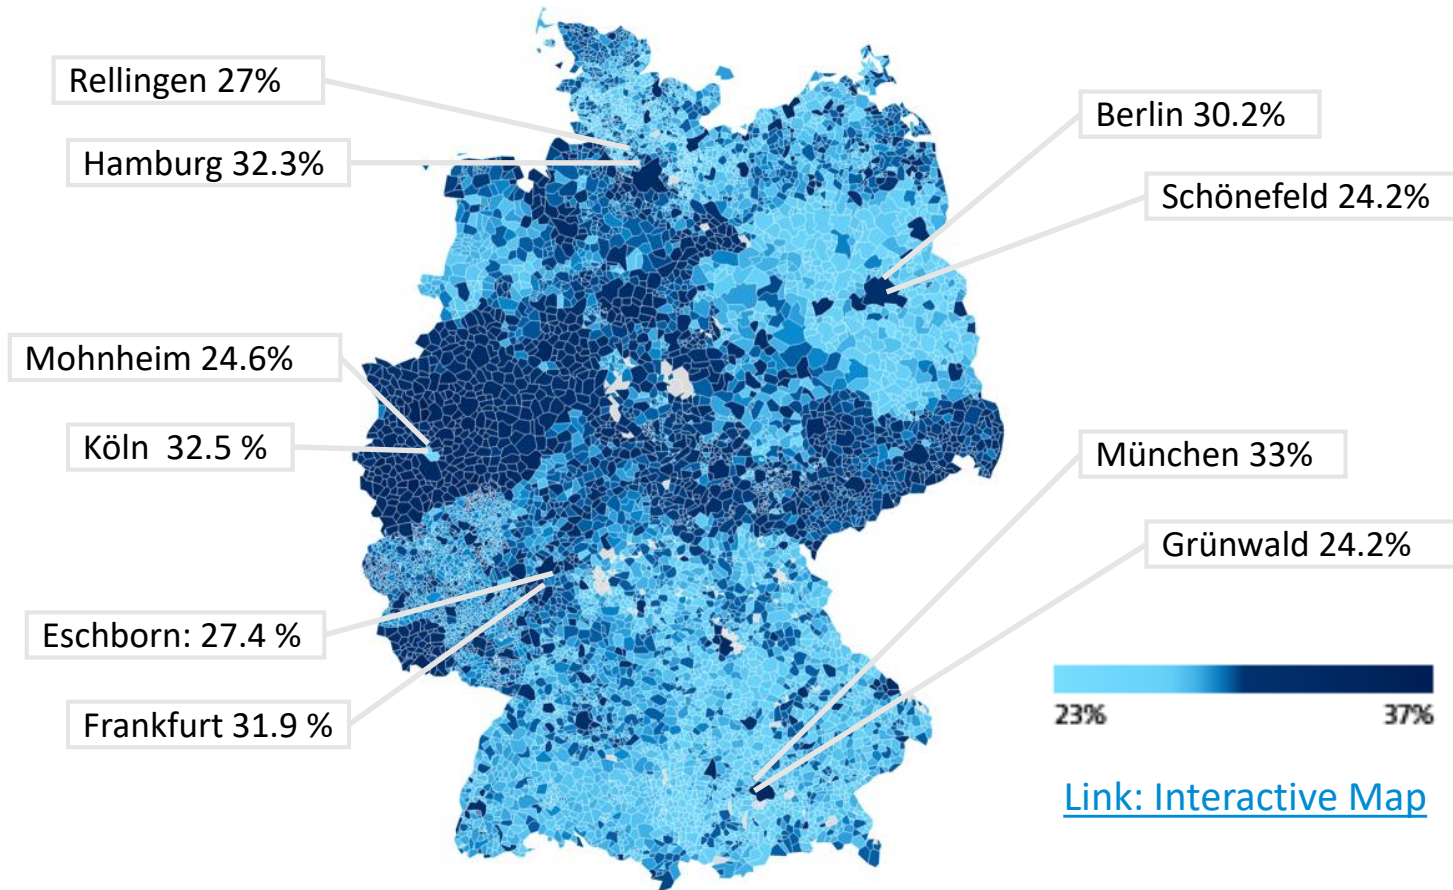 Rellingen 27%
Hamburg 32.3%
Berlin 30.2%
Schönefeld 24.2%
Mohnheim 24.6%
Köln  32.5 %
München 33%
Grünwald 24.2%
Eschborn: 27.4 %
Frankfurt 31.9 %
23%
37%
Link: Interactive Map